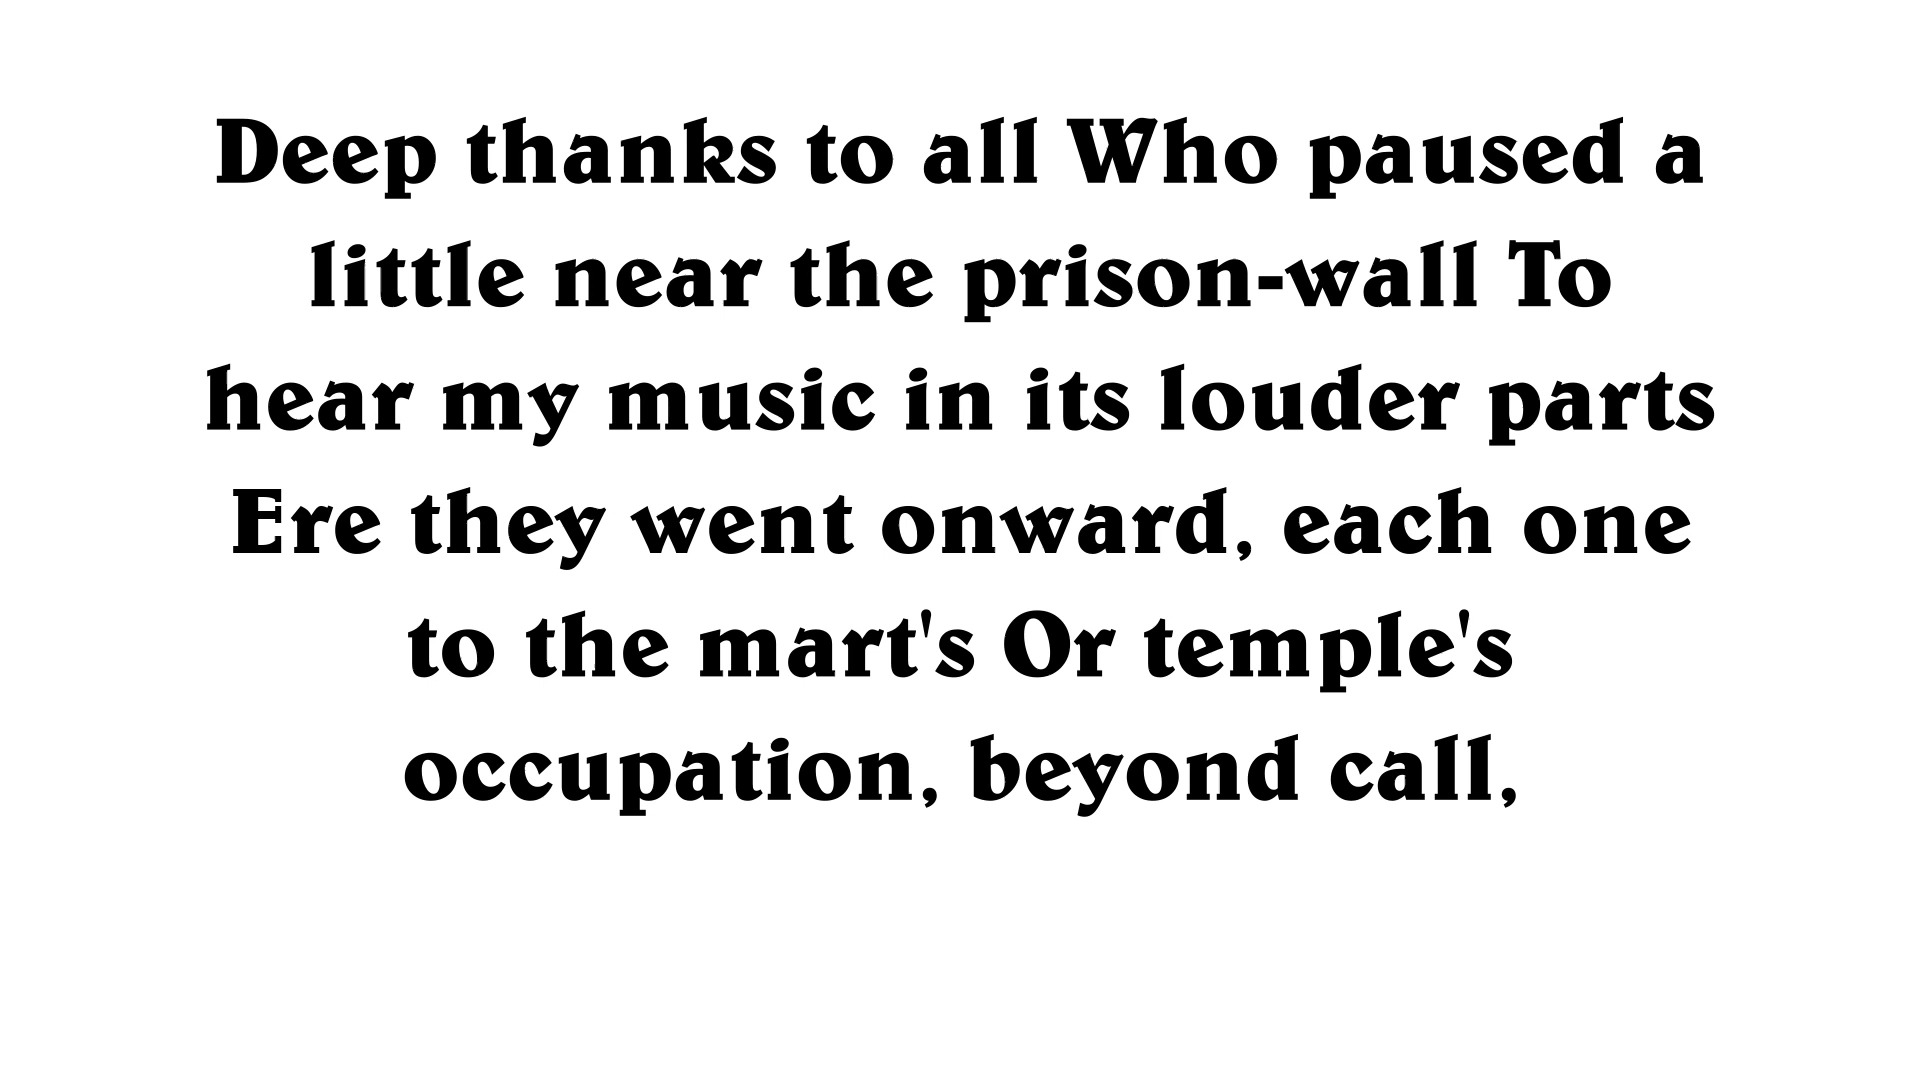 Deep thanks to all Who paused a
little near the prison-wall To
hear my music in its louder parts
Ere they went onward, each one
to the mart's Or temple's
occupation, beyond call,